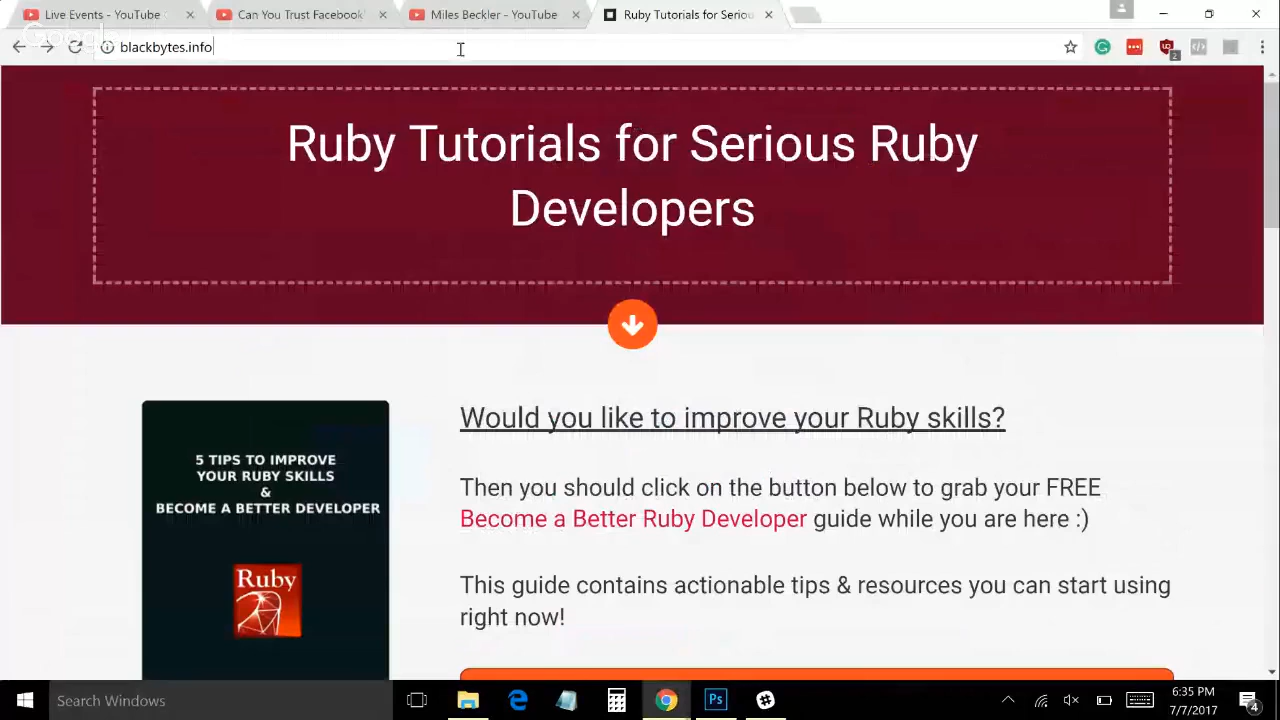 Live Events - YouTube
Can You Trust Facebook
Miles Beckler - YouTube
Ruby Tutorials for Seriou
Google
blackbytes.info
2
Ruby Tutorials for Serious Ruby
Developers
5 TIPS TO IMPROVE
YOUR RUBY SKILLS
&
BECOME A BETTER DEVELOPER
Ruby
Would you like to improve your Ruby skills?
Then you should click on the button below to grab your FREE
Become a Better Ruby Developer guide while you are here :)
This guide contains actionable tips & resources you can start using
right now!
Search Windows
Ps
6:35 PM
7/7/2017
4